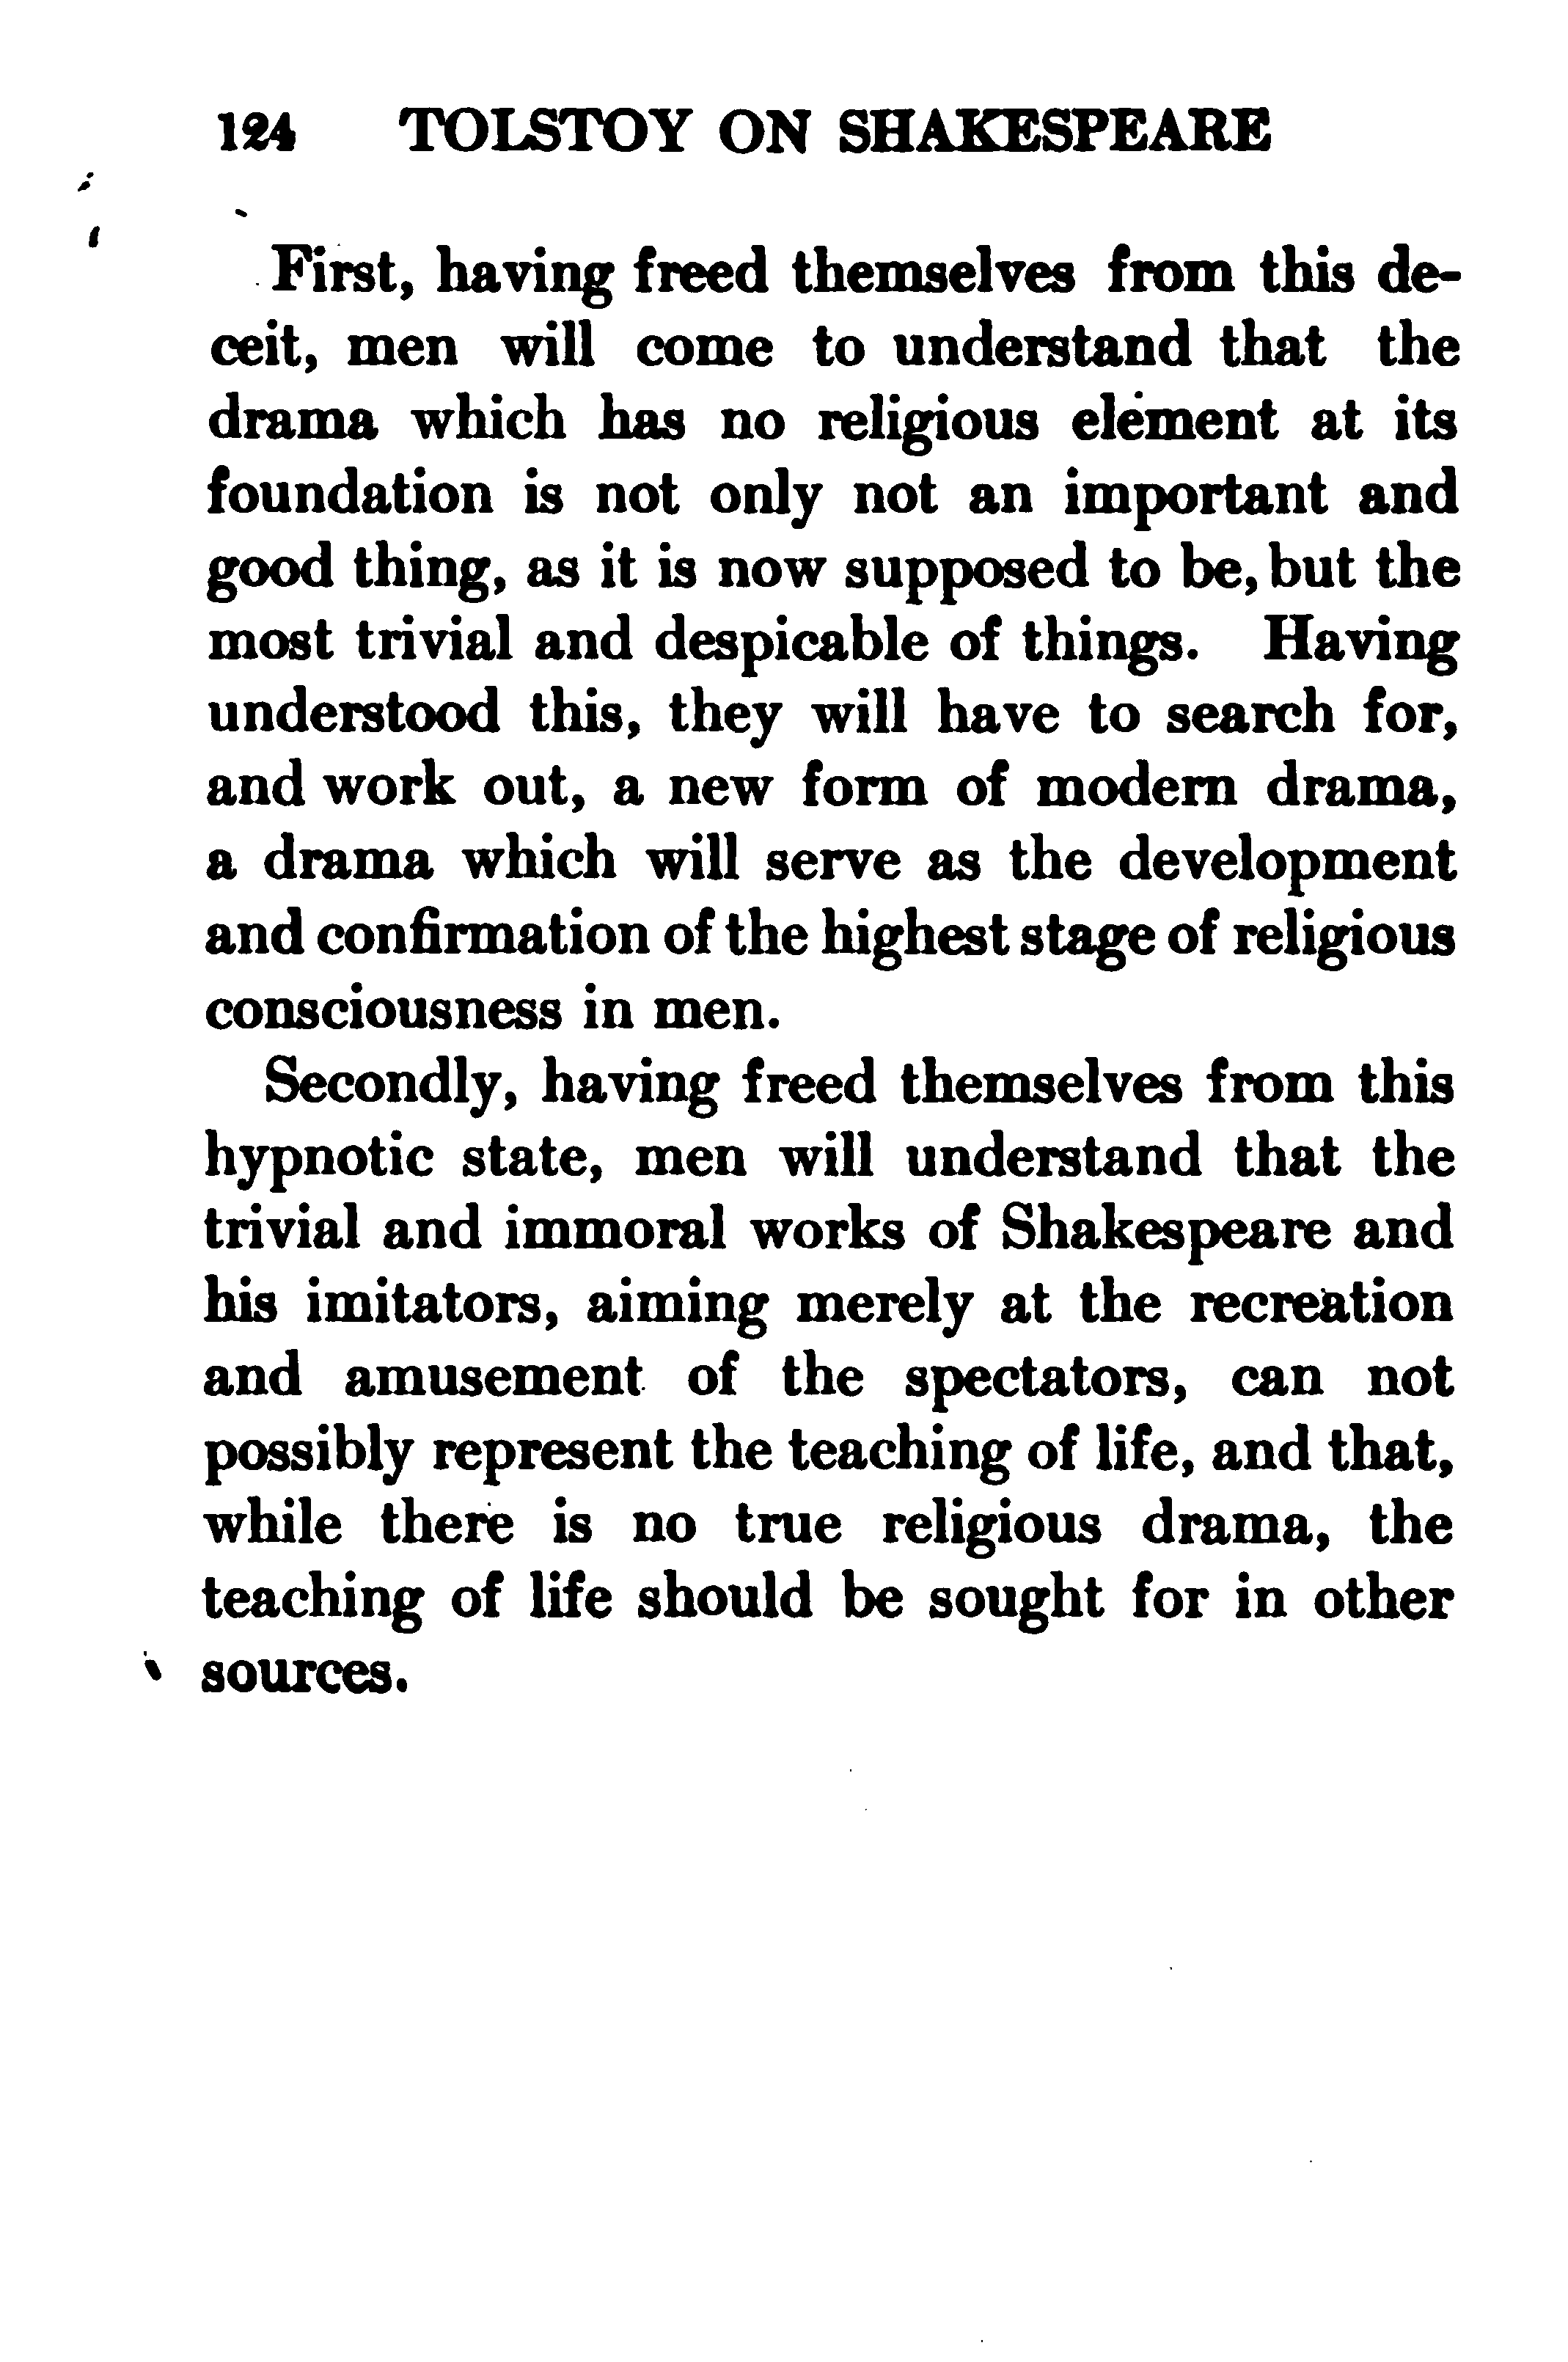 124 TOLSTOY ON SHAKESPEARE
First, having freed themselves from this de-
ceit, men will come to understand that the
drama which has no religious element at its
foundation is not only not an important and
good thing, as it is now supposed to be, but the
most trivial and despicable of things. Having
understood this, they will have to search for,
and work out, a new form of modern drama,
a drama which will serve as the development
and confirmation of the highest stage of religious
consciousness in men.
Secondly, having freed themselves from this
hypnotic state, men will understand that the
trivial and immoral works of Shakespeare and
his imitators, aiming merely at the recreation
and amusement of the spectators, can not
possibly represent the teaching of life, and that,
while there is no true religious drama, the
teaching of life should be sought for in other
sources.